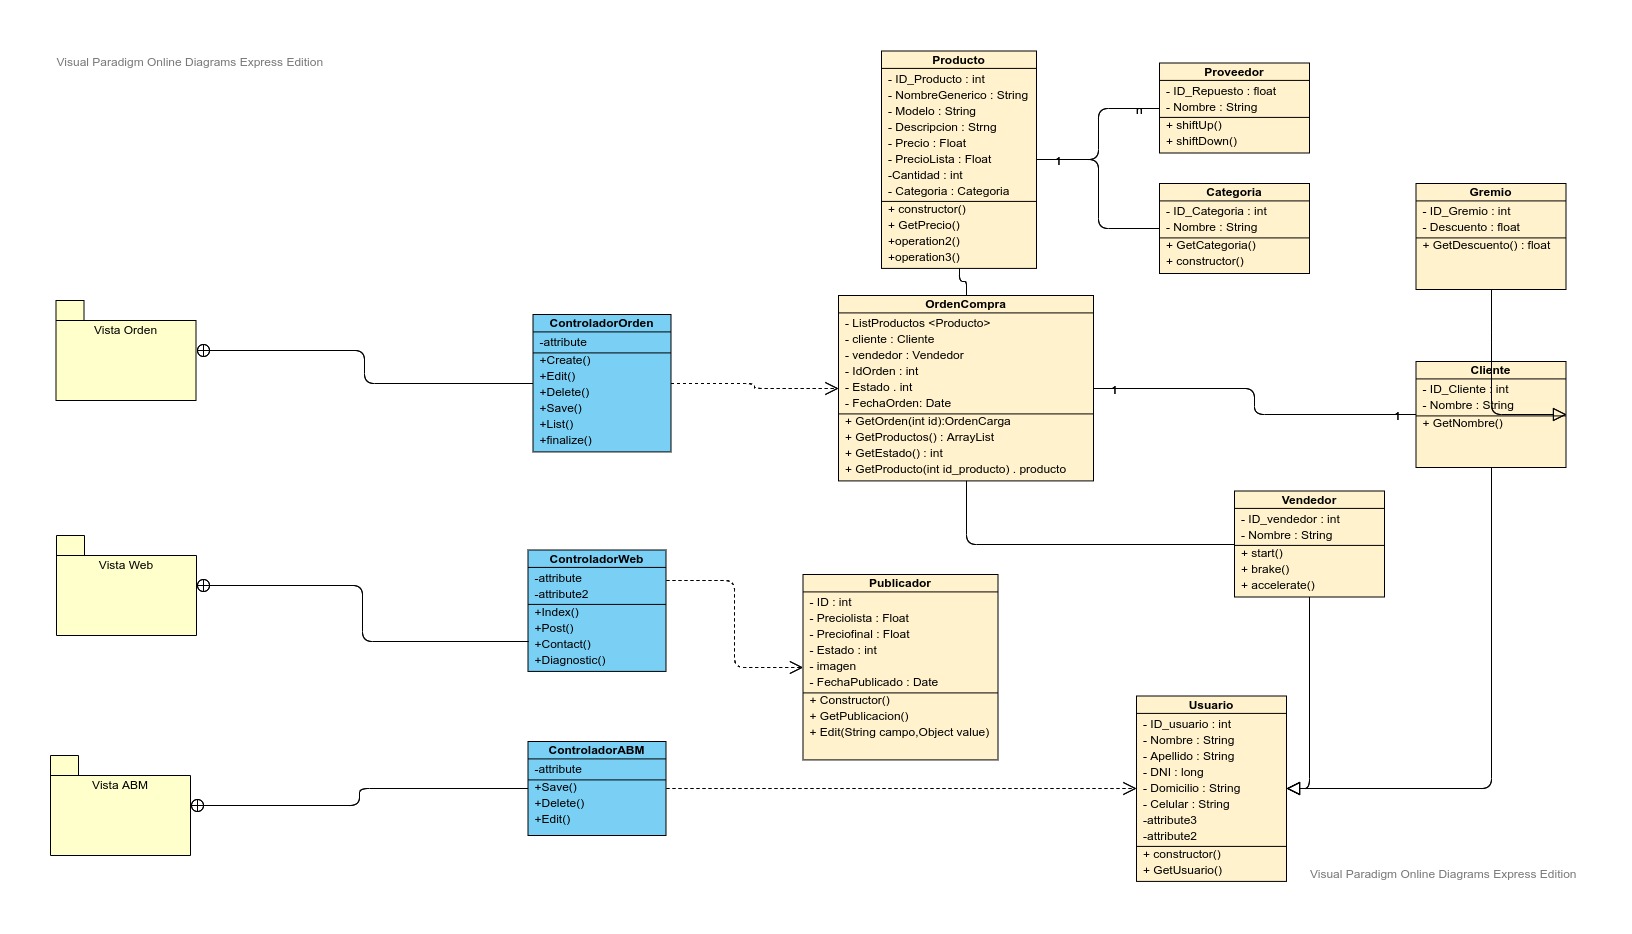 Visual Paradigm Online Diagrams Express Edition
Producto
- ID_Producto : int
- NombreGenerico : String
- Modelo : String
- Descripcion : Strng
- Precio : Float
- PrecioLista : Float
-Cantidad : int
- Categoria : Categoria
+ constructor()
+ GetPrecio()
+operation2()
+operation3()
1
n
Proveedor
- ID_Repuesto : float
- Nombre : String
+ shiftUp()
+ shiftDown()
Categoria
- ID_Categoria : int
- Nombre : String
+ GetCategoria()
+ constructor()
Gremio
- ID_Gremio : int
- Descuento : float
+ GetDescuento() : float
Vista Orden
ControladorOrden
-attribute
+Create()
+Edit()
+Delete()
+Save()
+List()
+finalize()
OrdenCompra
- ListProductos <Producto>
- cliente : Cliente
- vendedor : Vendedor
- IdOrden : int
- Estado . int
- FechaOrden: Date
+ GetOrden(int id):OrdenCarga
+ GetProductos() : ArrayList
+ GetEstado() : int
+ GetProducto(int id_producto) . producto
1
1
Cliente
- ID_Cliente : int
- Nombre : String
+ GetNombre()
Vendedor
- ID_vendedor : int
- Nombre : String
+ start()
+ brake()
+ accelerate()
Vista Web
ControladorWeb
-attribute
-attribute2
+Index()
+Post()
+Contact()
+Diagnostic()
Publicador
- ID : int
- Preciolista : Float
- Preciofinal : Float
- Estado : int
- imagen
- FechaPublicado : Date
+ Constructor()
+ GetPublicacion()
+ Edit(String campo,Object value)
Vista ABM
ControladorABM
-attribute
+Save()
+Delete()
+Edit()
Usuario
- ID_usuario : int
- Nombre : String
- Apellido : String
- DNI : long
- Domicilio : String
- Celular : String
-attribute3
-attribute2
+ constructor()
+ GetUsuario()
Visual Paradigm Online Diagrams Express Edition